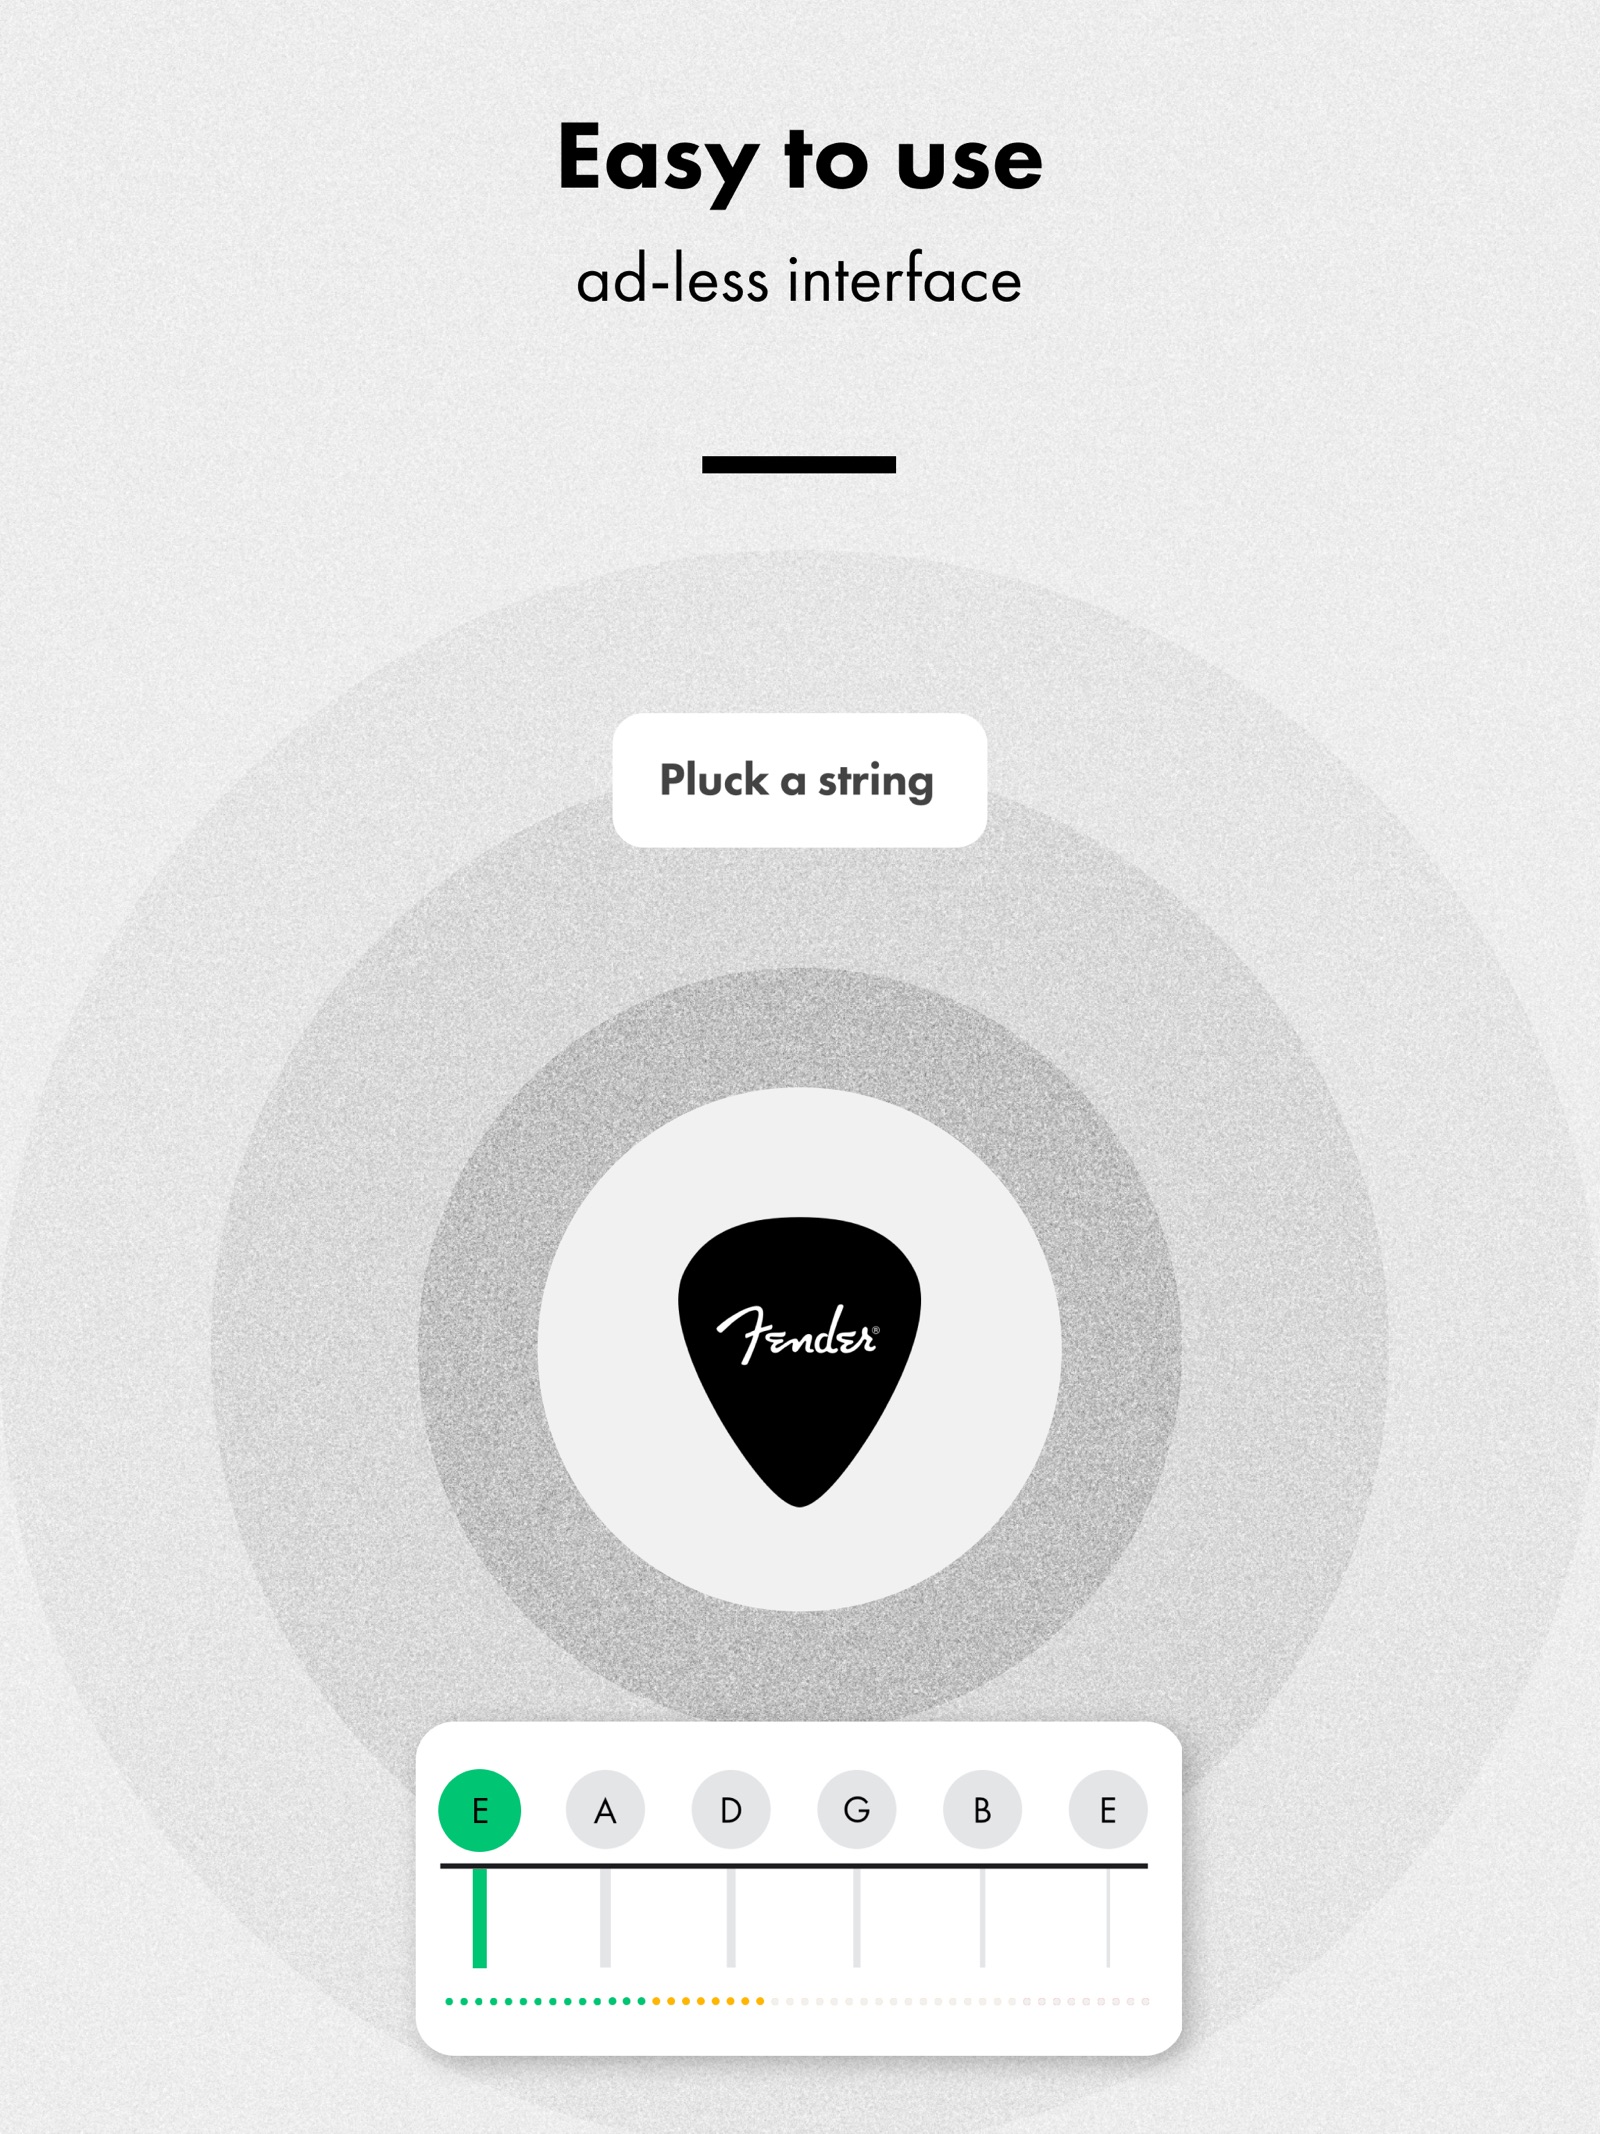 Easy to use
ad-less interface
Pluck a string
Fender®
E A D G B E